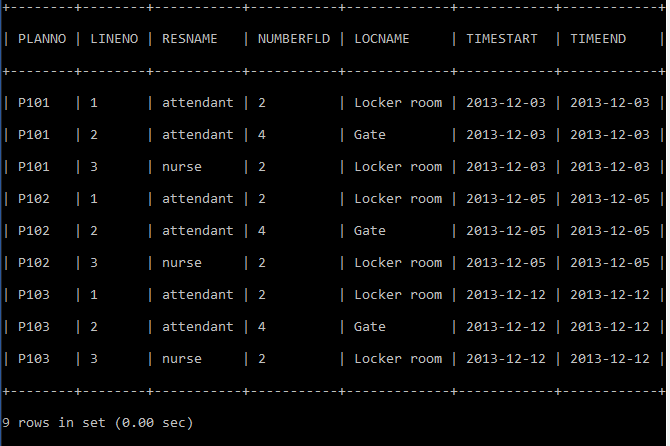 +--------+--------+-----------+-----------+-------------+------------+------------+
| PLANNO | LINENO | RESNAME   | NUMBERFLD | LOCNAME     | TIMESTART  | TIMEEND    |
+--------+--------+-----------+-----------+-------------+------------+------------+
| P101   | 1      | attendant | 2         | Locker room | 2013-12-03 | 2013-12-03 |
| P101   | 2      | attendant | 4         | Gate        | 2013-12-03 | 2013-12-03 |
| P101   | 3      | nurse     | 2         | Locker room | 2013-12-03 | 2013-12-03 |
| P102   | 1      | attendant | 2         | Locker room | 2013-12-05 | 2013-12-05 |
| P102   | 2      | attendant | 4         | Gate        | 2013-12-05 | 2013-12-05 |
| P102   | 3      | nurse     | 2         | Locker room | 2013-12-05 | 2013-12-05 |
| P103   | 1      | attendant | 2         | Locker room | 2013-12-12 | 2013-12-12 |
| P103   | 2      | attendant | 4         | Gate        | 2013-12-12 | 2013-12-12 |
| P103   | 3      | nurse     | 2         | Locker room | 2013-12-12 | 2013-12-12 |
+--------+--------+-----------+-----------+-------------+------------+------------+
9 rows in set (0.00 sec)